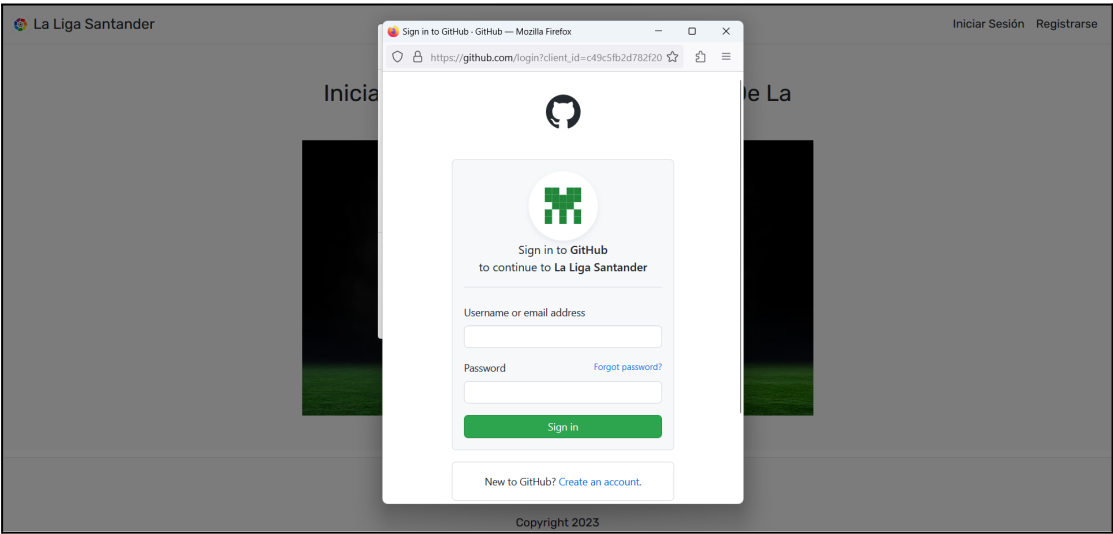 La Liga Santander
Iniciar Sesión Registrarse
Sign in to GitHub · GitHub — Mozilla Firefox
https://github.com/login?client_id=c49c5fb2d782f20
Inicia
De La
Sign in to GitHub
to continue to La Liga Santander
Username or email address
Password Forgot password?
Sign in
New to GitHub? Create an account.
Copyright 2023